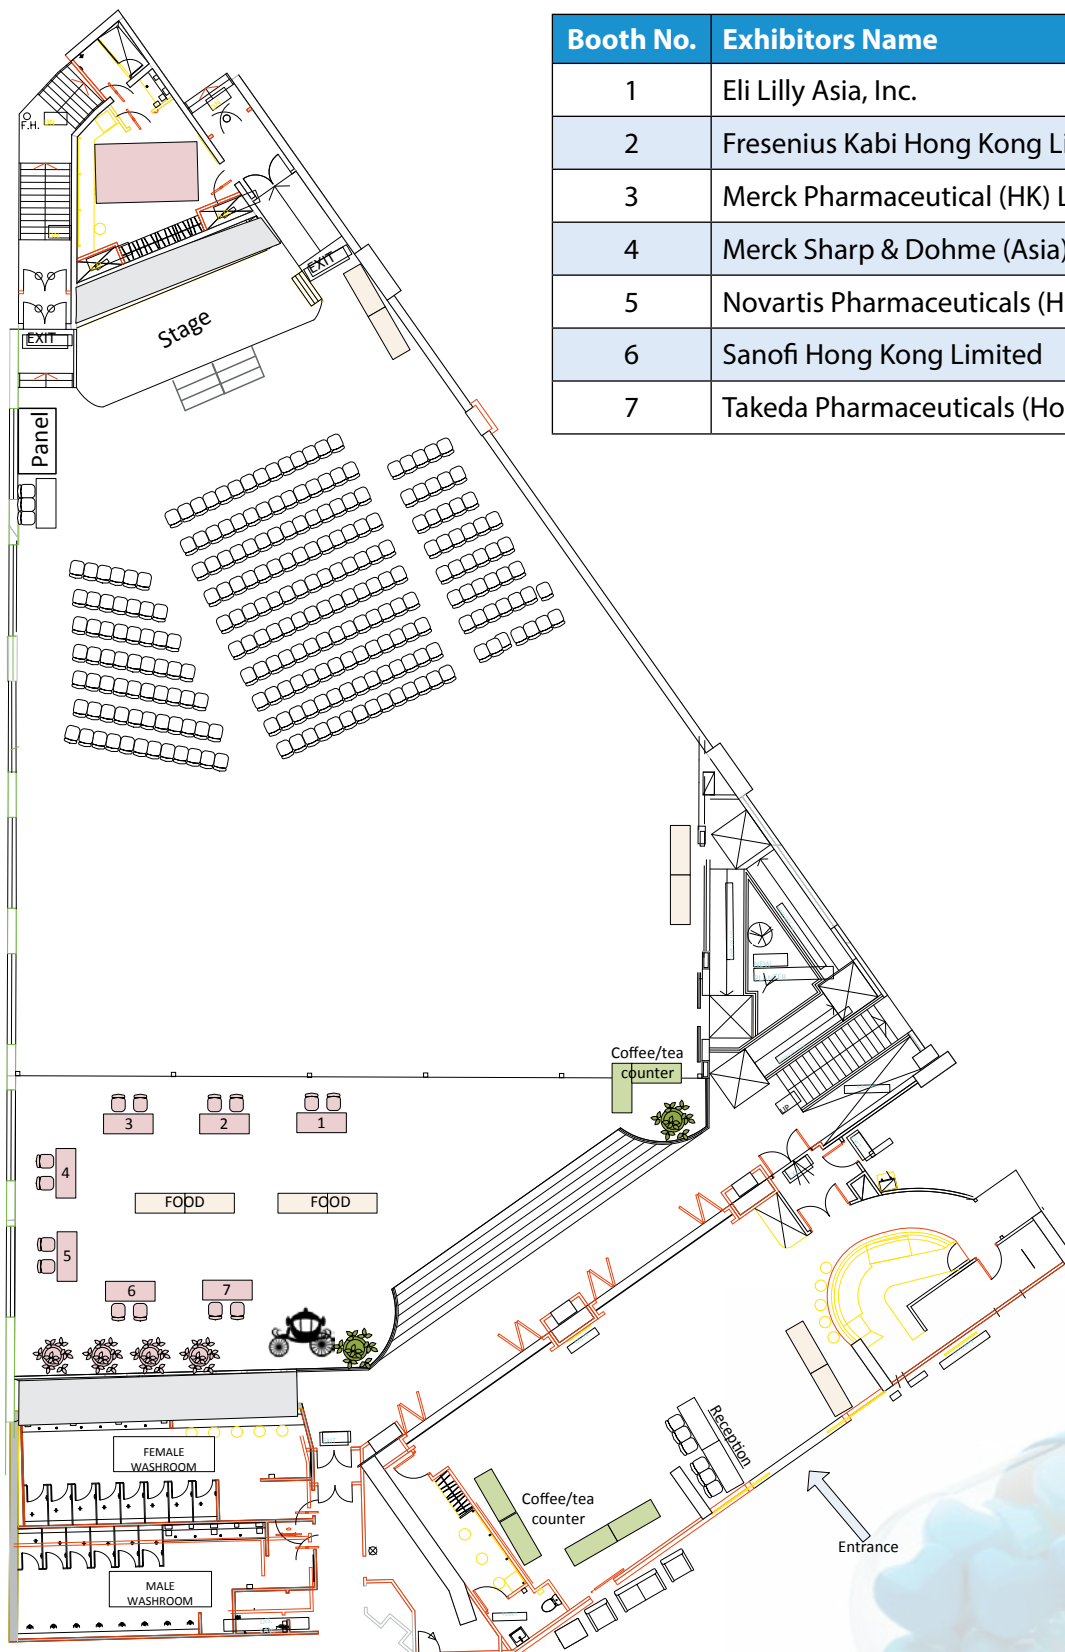 Booth No. Exhibitors Name
1 Eli Lilly Asia, Inc.
2 Fresenius Kabi Hong Kong Li
3 Merck Pharmaceutical (HK) L
4 Merck Sharp & Dohme (Asia)
5 Novartis Pharmaceuticals (H
6 Sanofi Hong Kong Limited
7 Takeda Pharmaceuticals (Ho
F.H.
EXIT
Stage
EXIT
Panel
Coffee/tea
counter
3
2
1
4
FOOD
FOOD
5
6
7
Reception
FEMALE
WASHROOM
Coffee/tea
counter
Entrance
MALE
WASHROOM